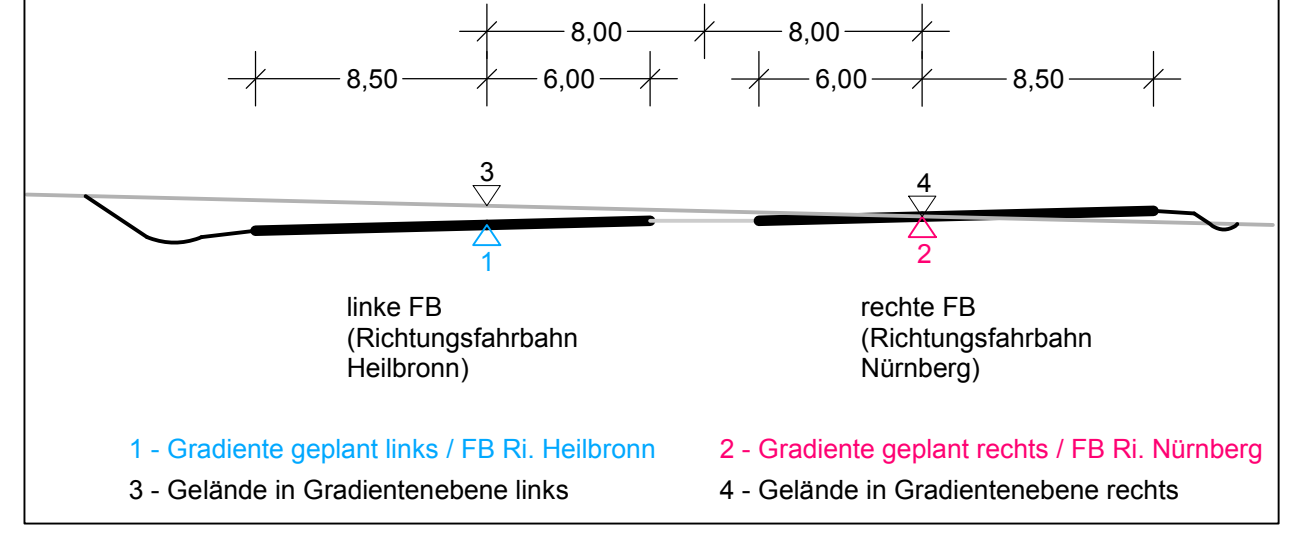 8,00 8,00
8,50 6,00 6,00 8,50
3 4
1 2
linke FB rechte FB
(Richtungsfahrbahn (Richtungsfahrbahn
Heilbronn) Nürnberg)
1 - Gradiente geplant links / FB Ri. Heilbronn 2 - Gradiente geplant rechts / FB Ri. Nürnberg
3 - Gelände in Gradientenebene links 4 - Gelände in Gradientenebene rechts